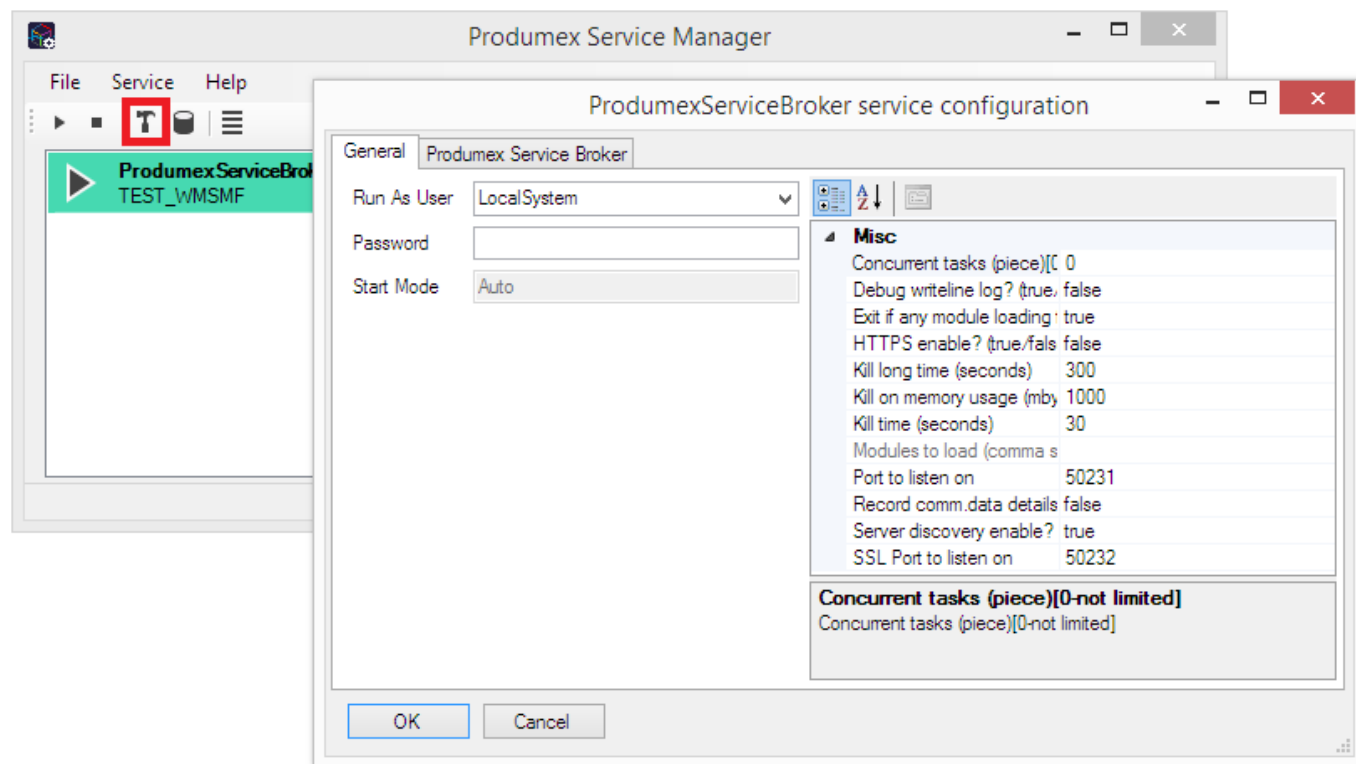 Produmex Service Manager
File Service Help
ProdumexServiceBro
TEST_WMSMF
ProdumexServiceBroker service configuration
General Produmex Service Broker
Run As User LocalSystem
Password
Start Mode Auto
A
Z
Misc
Concurrent tasks (piece)[0 0
Debug writeline log? (true/ false
Exit if any module loading true
HTTPS enable? (true/fals false
Kill long time (seconds) 300
Kill on memory usage (mby 1000
Kill time (seconds) 30
Modules to load (comma s
Port to listen on 50231
Record comm.data details false
Server discovery enable? true
SSL Port to listen on 50232
Concurrent tasks (piece)[0-not limited]
Concurrent tasks (piece)[0-not limited]
OK Cancel